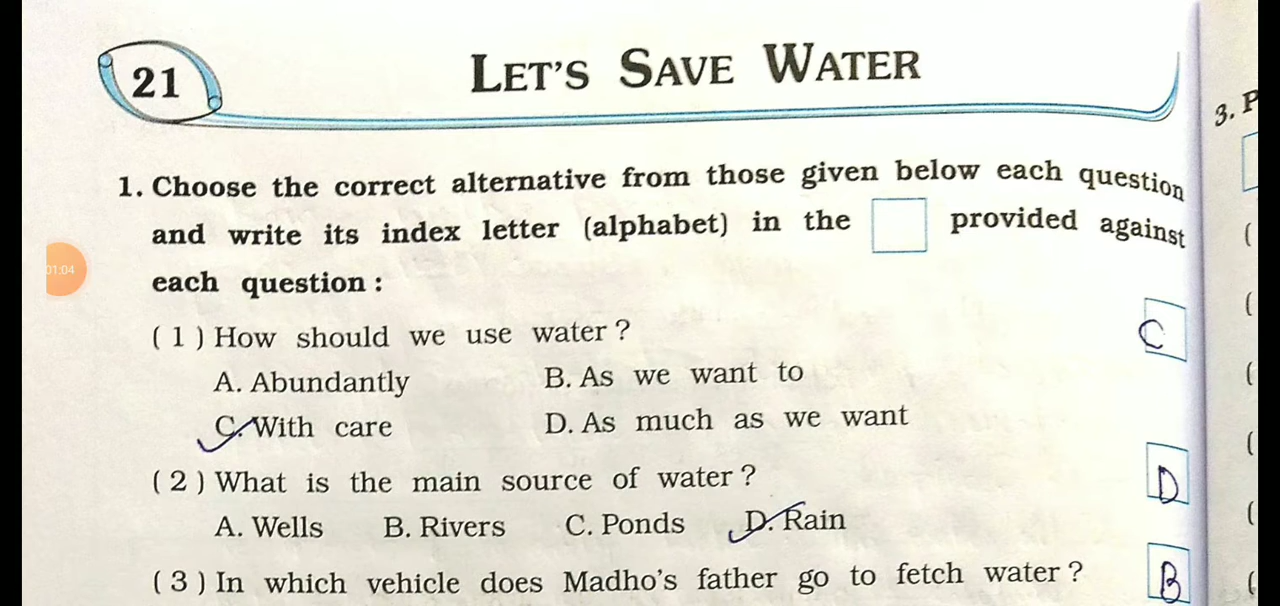 21
LET'S SAVE WATER
3. P
1. Choose the correct alternative from those given below each question
and write its index letter (alphabet) in the provided against
each question :
01:04
( 1 ) How should we use water ?
C
A. Abundantly B. As we want to
C. With care D. As much as we want
( 2 ) What is the main source of water ?
D
A. Wells B. Rivers C. Ponds D. Rain
( 3 ) In which vehicle does Madho's father go to fetch water ?
B
(
(
(
(
(
(